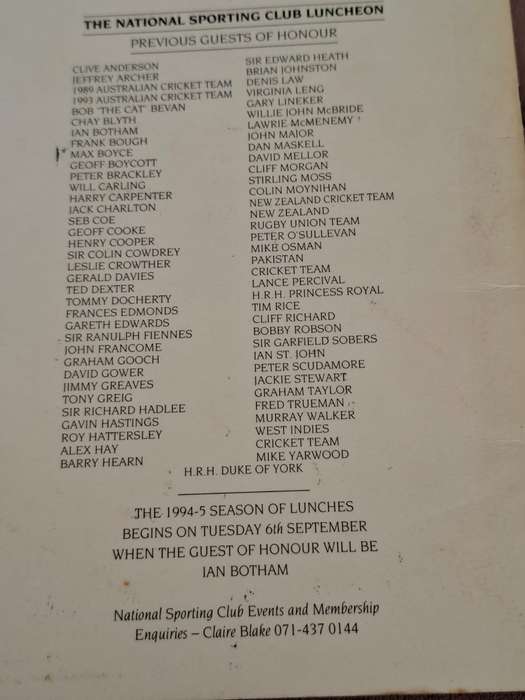 THE NATIONAL SPORTING CLUB LUNCHEON
PREVIOUS GUESTS OF HONOUR
CLIVE ANDERSON
JEFFREY ARCHER
1989 AUSTRALIAN CRICKET TEAM
1993 AUSTRALIAN CRICKET TEAM
BOB 'THE CAT' BEVAN
CHAY BLYTH
IAN BOTHAM
FRANK BOUGH
MAX BOYCE
GEOFF BOYCOTT
PETER BRACKLEY
WILL CARLING
HARRY CARPENTER
JACK CHARLTON
SEB COE
GEOFF COOKE
HENRY COOPER
SIR COLIN COWDREY
LESLIE CROWTHER
GERALD DAVIES
TED DEXTER
TOMMY DOCHERTY
FRANCES EDMONDS
GARETH EDWARDS
SIR RANULPH FIENNES
JOHN FRANCOME
GRAHAM GOOCH
DAVID GOWER
JIMMY GREAVES
TONY GREIG
SIR RICHARD HADLEE
GAVIN HASTINGS
ROY HATTERSLEY
ALEX HAY
BARRY HEARN
SIR EDWARD HEATH
BRIAN JOHNSTON
DENIS LAW
VIRGINIA LENG
GARY LINEKER
WILLIE JOHN McBRIDE
LAWRIE McMENEMY
JOHN MAJOR
DAN MASKELL
DAVID MELLOR
CLIFF MORGAN
STIRLING MOSS
COLIN MOYNIHAN
NEW ZEALAND CRICKET TEAM
NEW ZEALAND
RUGBY UNION TEAM
PETER O'SULLEVAN
MIKE OSMAN
PAKISTAN
CRICKET TEAM
LANCE PERCIVAL
H.R.H. PRINCESS ROYAL
TIM RICE
CLIFF RICHARD
BOBBY ROBSON
SIR GARFIELD SOBERS
IAN ST. JOHN
PETER SCUDAMORE
JACKIE STEWART
GRAHAM TAYLOR
FRED TRUEMAN
MURRAY WALKER
WEST INDIES
CRICKET TEAM
MIKE YARWOOD
H.R.H. DUKE OF YORK
THE 1994-5 SEASON OF LUNCHES
BEGINS ON TUESDAY 6th SEPTEMBER
WHEN THE GUEST OF HONOUR WILL BE
IAN BOTHAM
National Sporting Club Events and Membership
Enquiries – Claire Blake 071-437 0144